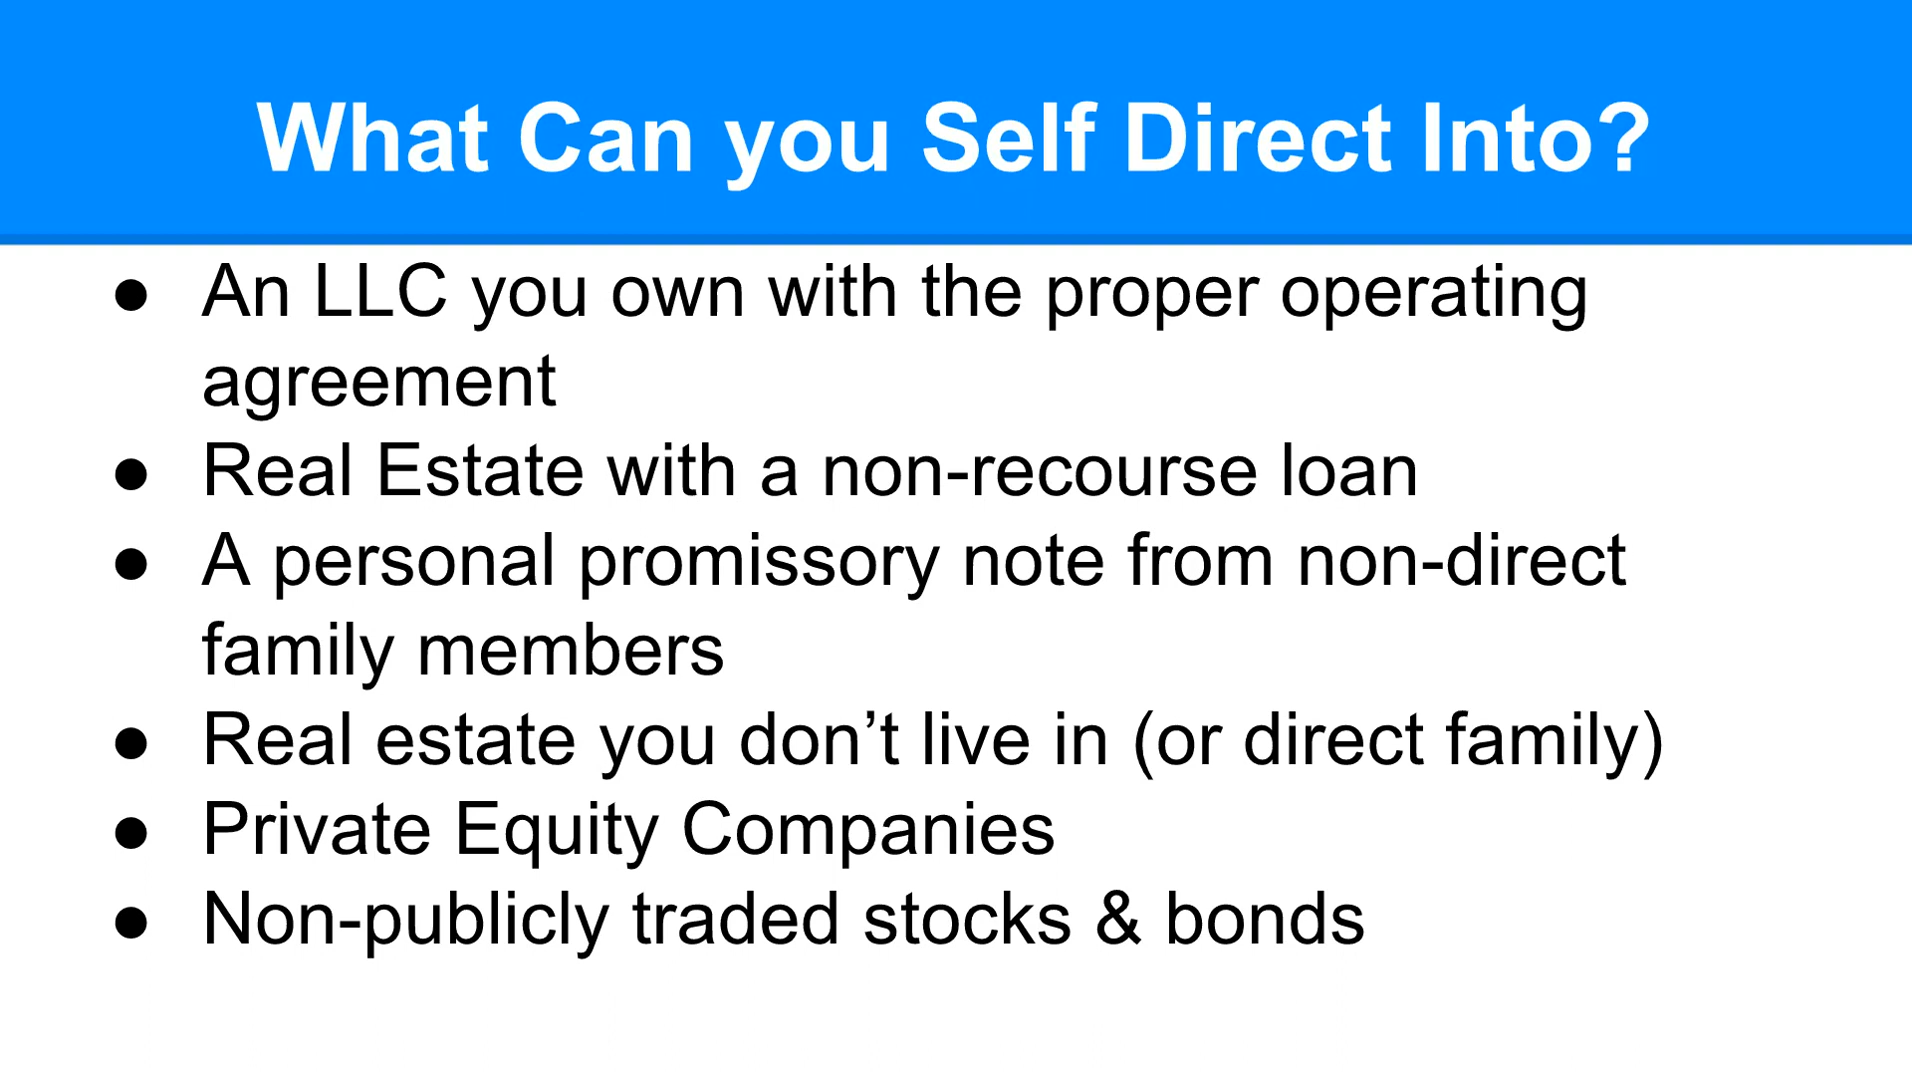 What Can you Self Direct Into?
● An LLC you own with the proper operating
agreement
● Real Estate with a non-recourse loan
● A personal promissory note from non-direct
family members
● Real estate you don’t live in (or direct family)
● Private Equity Companies
● Non-publicly traded stocks & bonds